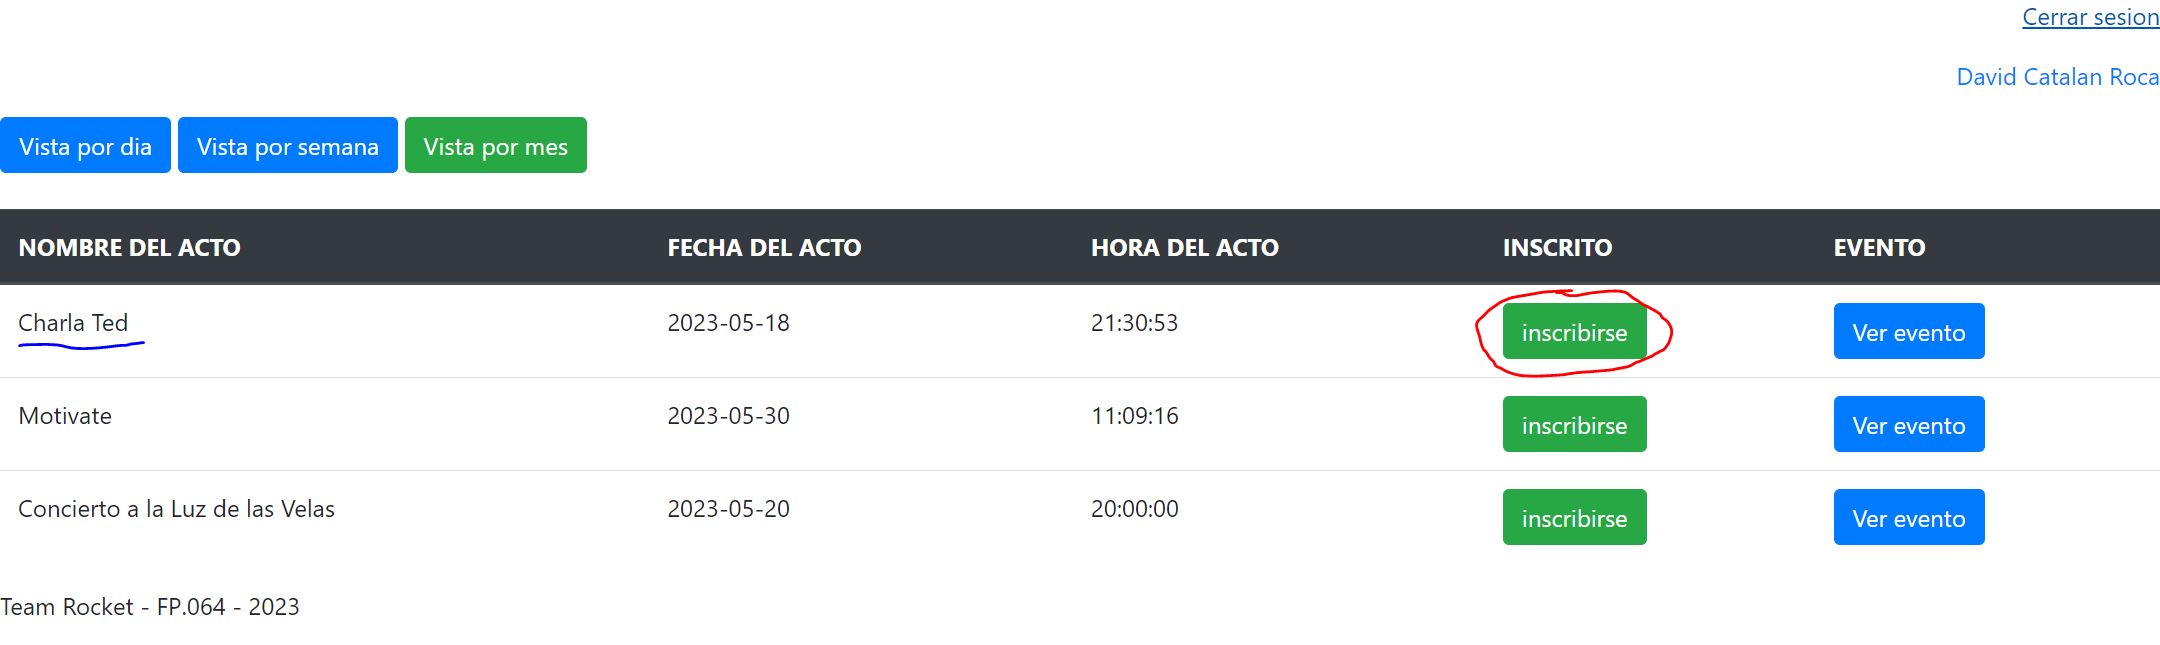 Cerrar sesion
David Catalan Roca
Vista por dia Vista por semana Vista por mes
NOMBRE DEL ACTO FECHA DEL ACTO HORA DEL ACTO INSCRITO EVENTO
Charla Ted 2023-05-18 21:30:53 inscribirse Ver evento
Motivate 2023-05-30 11:09:16 inscribirse Ver evento
Concierto a la Luz de las Velas 2023-05-20 20:00:00 inscribirse Ver evento
Team Rocket - FP.064 - 2023